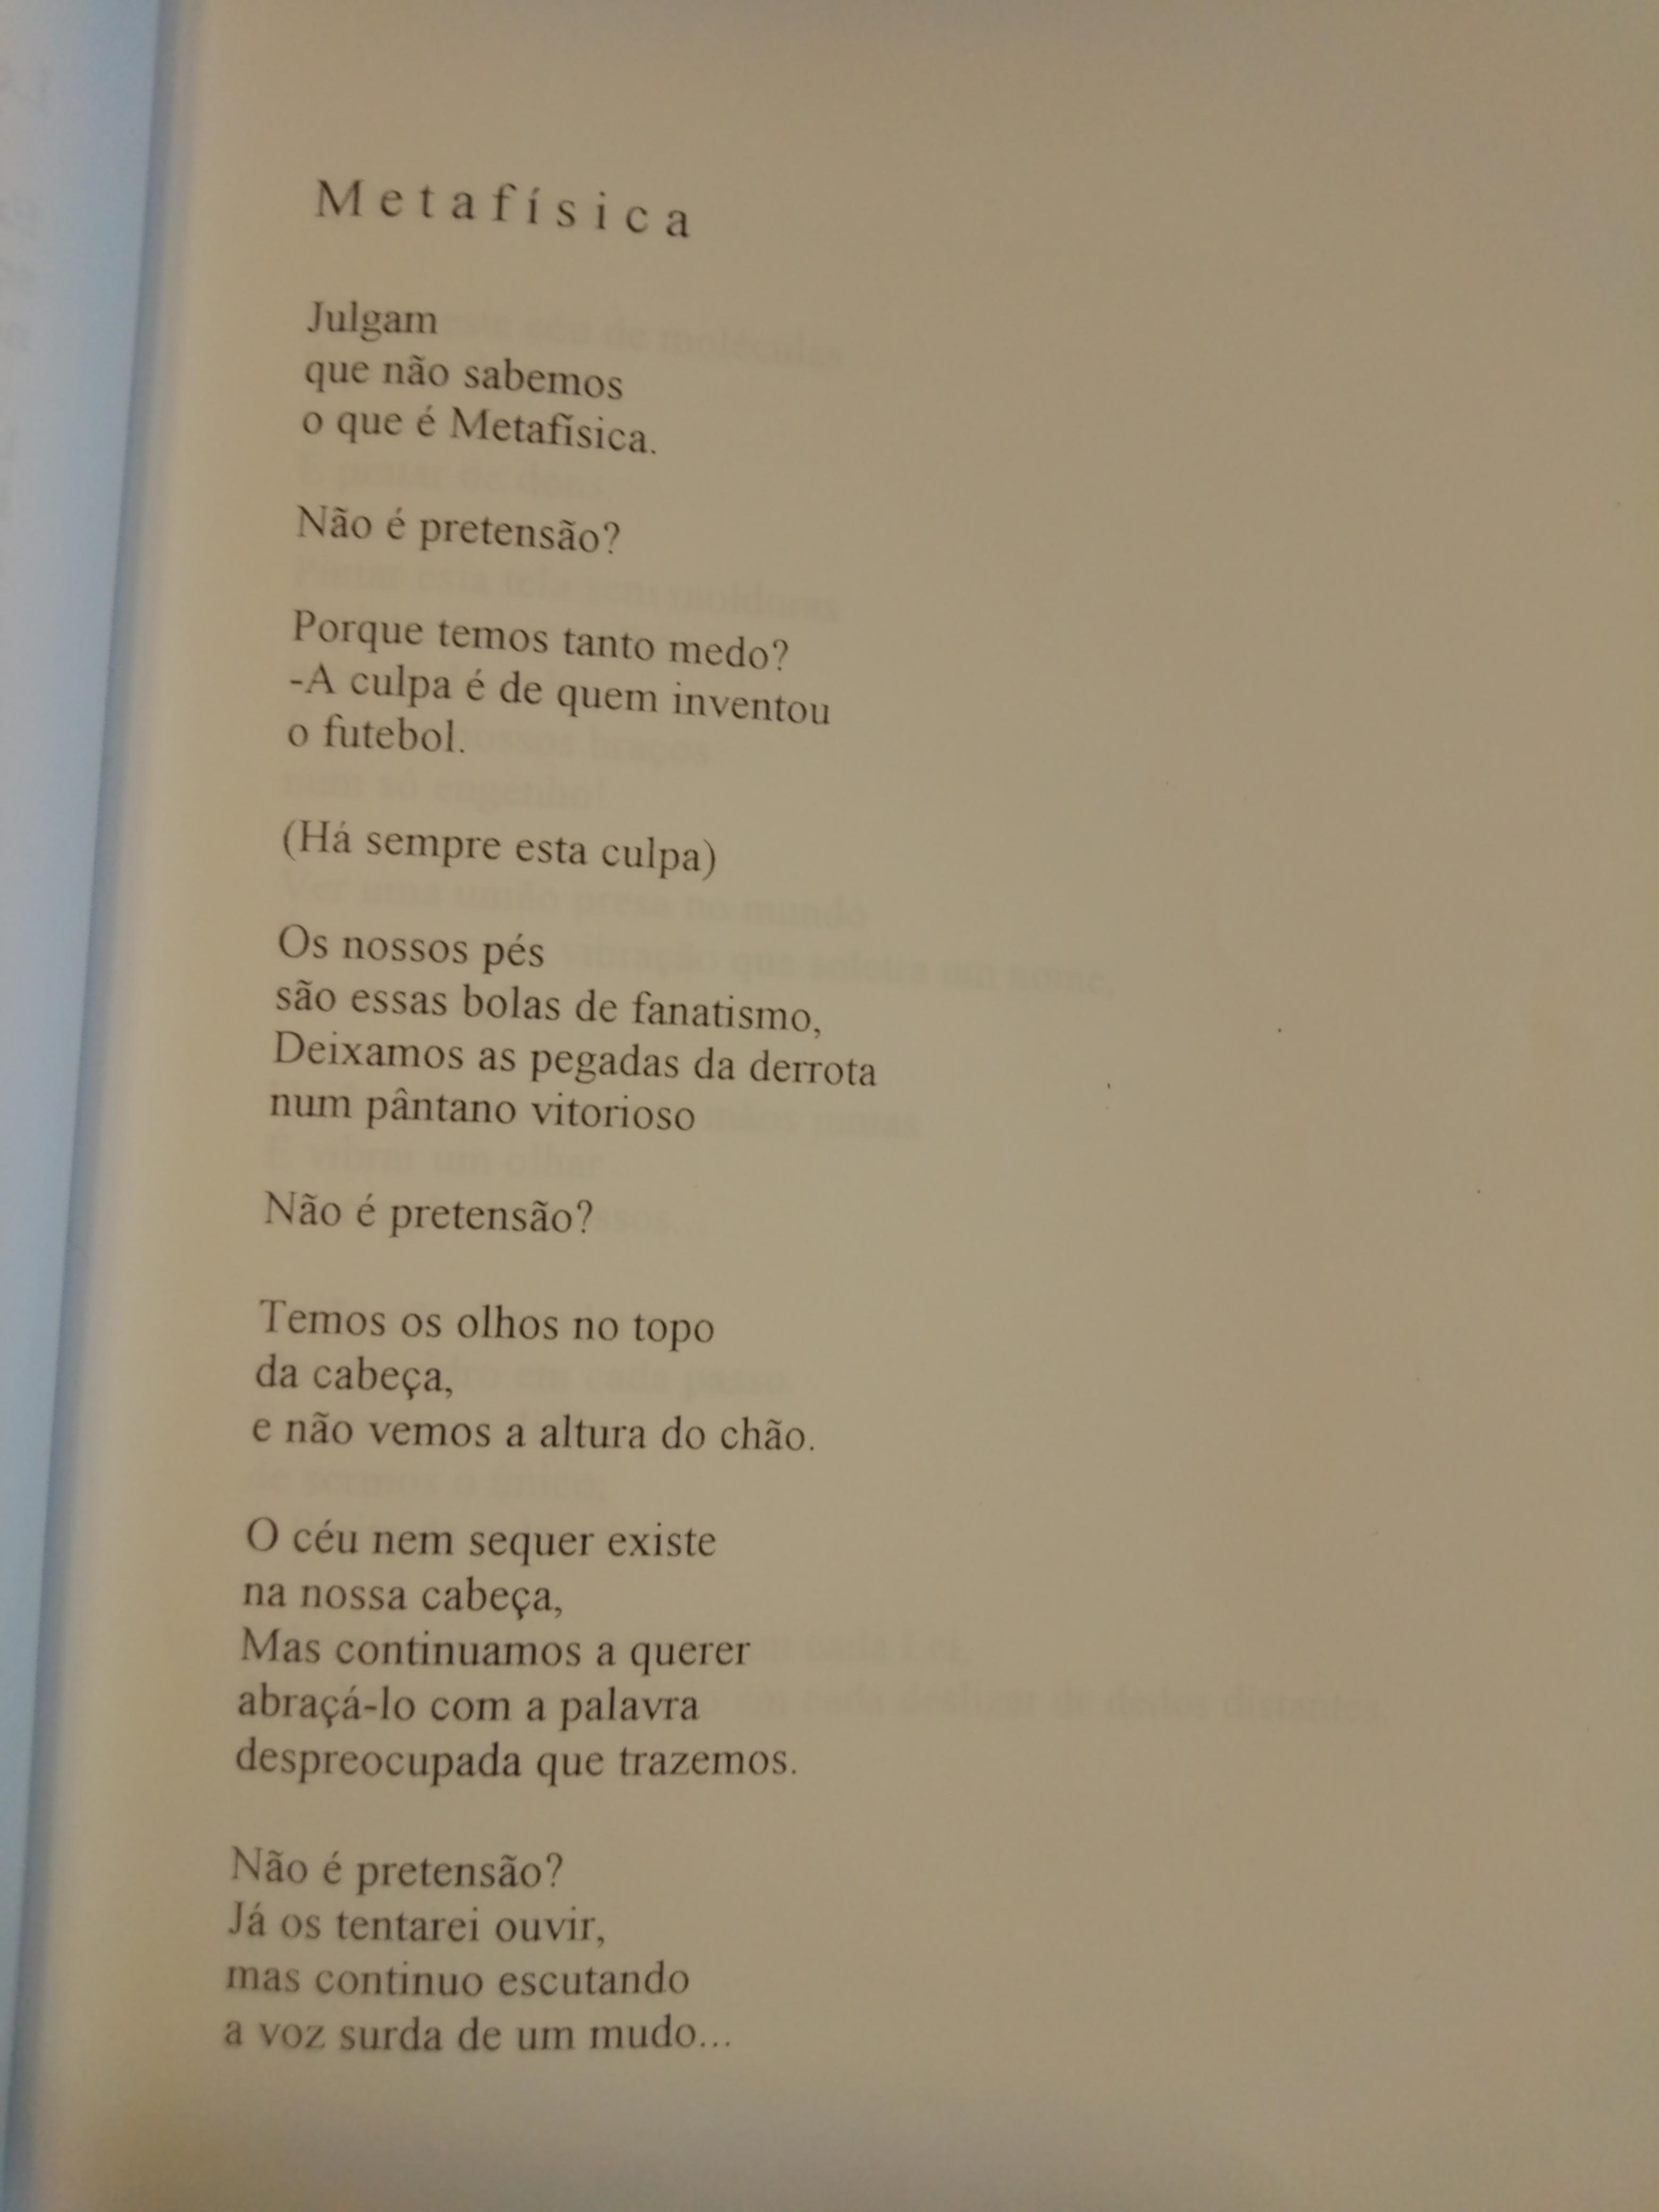 Metafísica
Julgam
que não sabemos
o que é Metafísica.
Não é pretensão?
Porque temos tanto medo?
-A culpa é de quem inventou
o futebol.
(Há sempre esta culpa)
Os nossos pés
são essas bolas de fanatismo,
Deixamos as pegadas da derrota
num pântano vitorioso
Não é pretensão?
Temos os olhos no topo
da cabeça,
e não vemos a altura do chão.
O céu nem sequer existe
na nossa cabeça,
Mas continuamos a querer
abraçá-lo com a palavra
despreocupada que trazemos.
Não é pretensão?
Já os tentarei ouvir,
mas continuo escutando
a voz surda de um mudo...